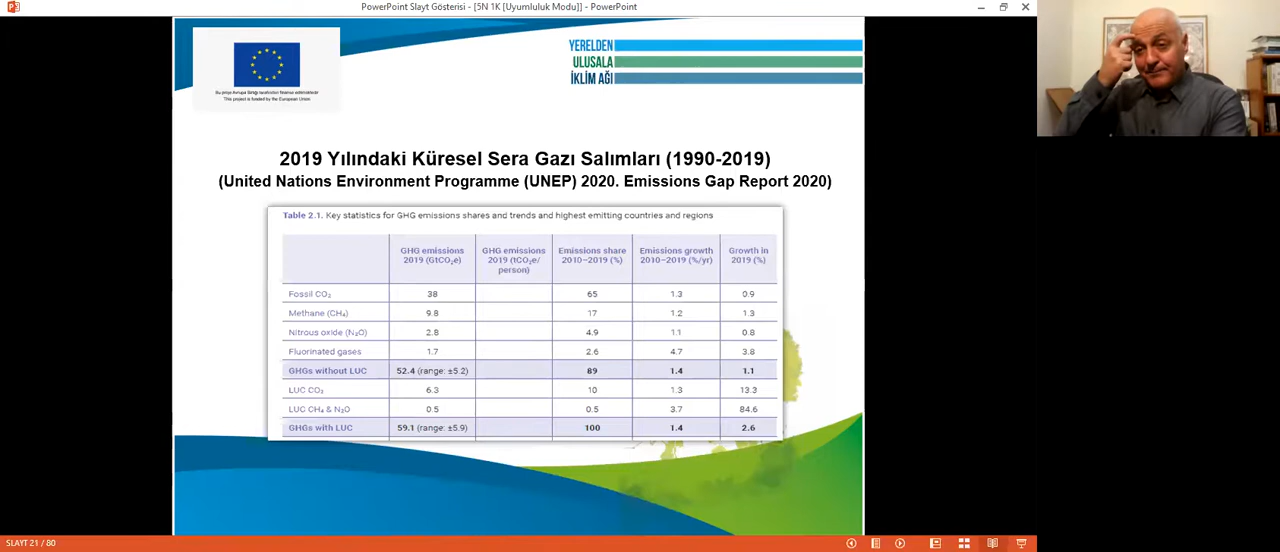 PowerPoint Slayt Gösterisi - [5N 1K [Uyumluluk Modu]] - PowerPoint
Bu proje Avrupa Birliği tarafından finanse edilmektedir
This project is funded by the European Union
YERELDEN
ULUSALA
İKLİM AĞI
2019 Yılındaki Küresel Sera Gazı Salımları (1990-2019)
(United Nations Environment Programme (UNEP) 2020. Emissions Gap Report 2020)
Table 2.1. Key statistics for GHG emissions shares and trends and highest emitting countries and regions
GHG emissions 2019 (GtCO₂e) GHG emissions 2019 (tCO₂e/person) Emissions share 2010–2019 (%) Emissions growth 2010–2019 (%/yr) Growth in 2019 (%)
Fossil CO₂ 38 65 1.3 0.9
Methane (CH₄) 9.8 17 1.2 1.3
Nitrous oxide (N₂O) 2.8 4.9 1.1 0.8
Fluorinated gases 1.7 2.6 4.7 3.8
GHGs without LUC 52.4 (range: ±5.2) 89 1.4 1.1
LUC CO₂ 6.3 10 1.3 13.3
LUC CH₄ & N₂O 0.5 0.5 3.7 84.6
GHGs with LUC 59.1 (range: ±5.9) 100 1.4 2.6
SLAYT 21 / 80